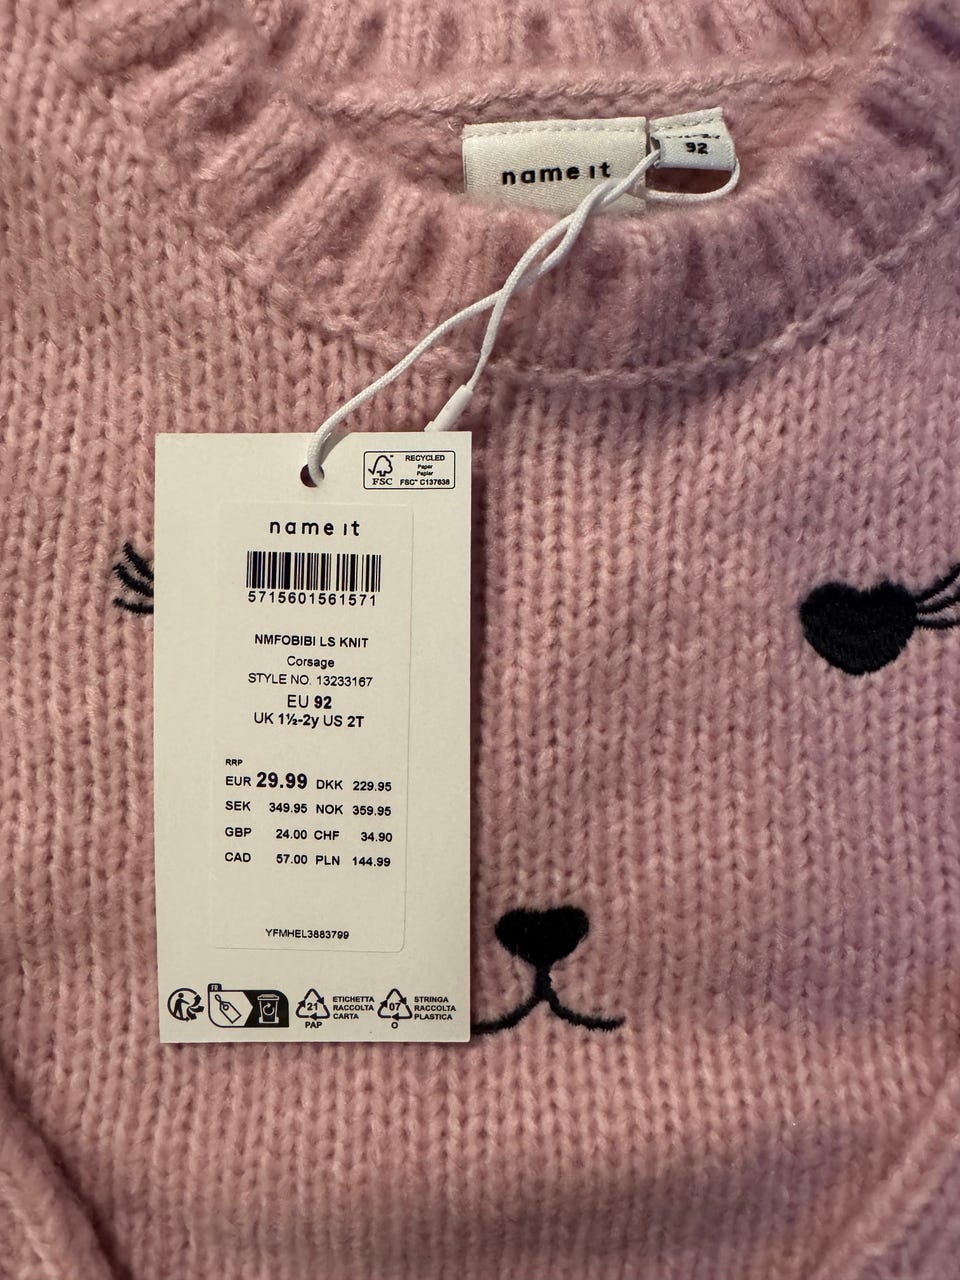 name it
92
RECYCLED
Paper
Papier
FSC™ C137638
FSC
name it
5715601561571
NMFOBIBI LS KNIT
Corsage
STYLE NO. 13233167
EU 92
UK 1½-2y US 2T
RRP
EUR 29.99 DKK 229.95
SEK 349.95 NOK 359.95
GBP 24.00 CHF 34.90
CAD 57.00 PLN 144.99
YFMHEL3883799
FR
21
PAP
ETICHETTA
RACCOLTA
CARTA
07
O
STRINGA
RACCOLTA
PLASTICA